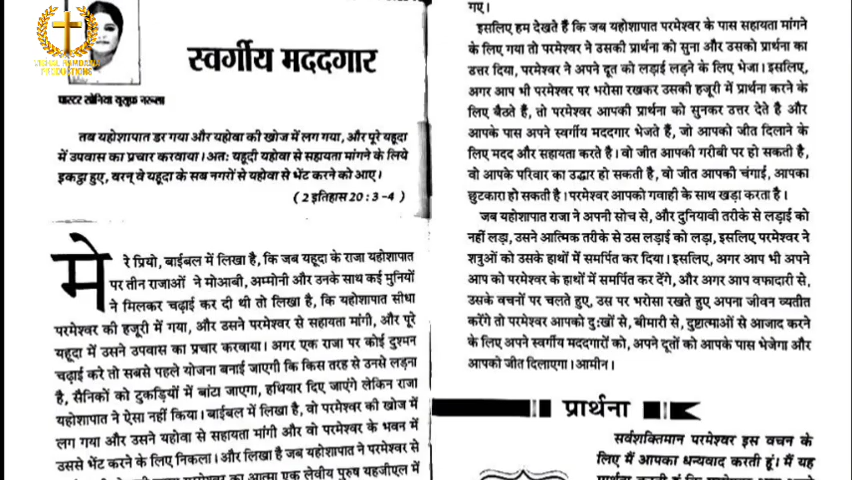 VISHAL RAMDASA
PRODUCTIONS
पास्टर सोनिया युसुफ नरुला
स्वर्गीय मददगार
तब यहोशापात डर गया और यहोवा की खोज में लग गया, और पूरे यहूदा
में उपवास का प्रचार करवाया। अतः यहूदी यहोवा से सहायता मांगने के लिये
इकट्ठा हुए, वरन् वे यहूदा के सब नगरों से यहोवा से भेंट करने को आए।
( 2 इतिहास 20 : 3-4 )
मेरे प्रियो, बाईबल में लिखा है, कि जब यहूदा के राजा यहोशापात
पर तीन राजाओं ने मोआबी, अम्मोनी और उनके साथ कई मुनियों
ने मिलकर चढ़ाई कर दी थी तो लिखा है, कि यहोशापात सीधा
परमेश्वर की हजूरी में गया, और उसने परमेश्वर से सहायता मांगी, और पूरे
यहूदा में उसने उपवास का प्रचार करवाया। अगर एक राजा पर कोई दुश्मन
चढ़ाई करे तो सबसे पहले योजना बनाई जाएगी कि किस तरह से उनसे लड़ना
है, सैनिकों को टुकड़ियों में बांटा जाएगा, हथियार दिए जाएंगे लेकिन राजा
यहोशापात ने ऐसा नहीं किया। बाईबल में लिखा है, वो परमेश्वर की खोज में
लग गया और उसने यहोवा से सहायता मांगी और वो परमेश्वर के भवन में
उससे भेंट करने के लिए निकला। और लिखा है जब यहोशापात ने परमेश्वर से
परमेश्वर का आत्मा एक लेवीय पुरुष यहजीएल में
गए।
इसलिए हम देखते हैं कि जब यहोशापात परमेश्वर के पास सहायता मांगने
के लिए गया तो परमेश्वर ने उसकी प्रार्थना को सुना और उसको प्रार्थना का
उत्तर दिया, परमेश्वर ने अपने दूत को लड़ाई लड़ने के लिए भेजा। इसलिए,
अगर आप भी परमेश्वर पर भरोसा रखकर उसकी हजूरी में प्रार्थना करने के
लिए बैठते हैं, तो परमेश्वर आपकी प्रार्थना को सुनकर उत्तर देते है और
आपके पास अपने स्वर्गीय मददगार भेजते हैं, जो आपको जीत दिलाने के
लिए मदद और सहायता करते है। वो जीत आपकी गरीबी पर हो सकती है,
वो आपके परिवार का उद्धार हो सकती है, वो जीत आपकी चंगाई, आपका
छुटकारा हो सकती है। परमेश्वर आपको गवाही के साथ खड़ा करता है।
जब यहोशापात राजा ने अपनी सोच से, और दुनियावी तरीके से लड़ाई को
नहीं लड़ा, उसने आत्मिक तरीके से उस लड़ाई को लड़ा, इसलिए परमेश्वर ने
शत्रुओं को उसके हाथों में समर्पित कर दिया। इसलिए, अगर आप भी अपने
आप को परमेश्वर के हाथों में समर्पित कर देंगे, और अगर आप वफादारी से,
उसके वचनों पर चलते हुए, उस पर भरोसा रखते हुए अपना जीवन व्यतीत
करेंगे तो परमेश्वर आपको दुःखों से, बीमारी से, दुष्टात्माओं से आजाद करने
के लिए अपने स्वर्गीय मददगारों को, अपने दूतों को आपके पास भेजेगा और
आपको जीत दिलाएगा। आमीन।
प्रार्थना
सर्वशक्तिमान परमेश्वर इस वचन के
लिए मैं आपका धन्यवाद करती हूं। मैं यह